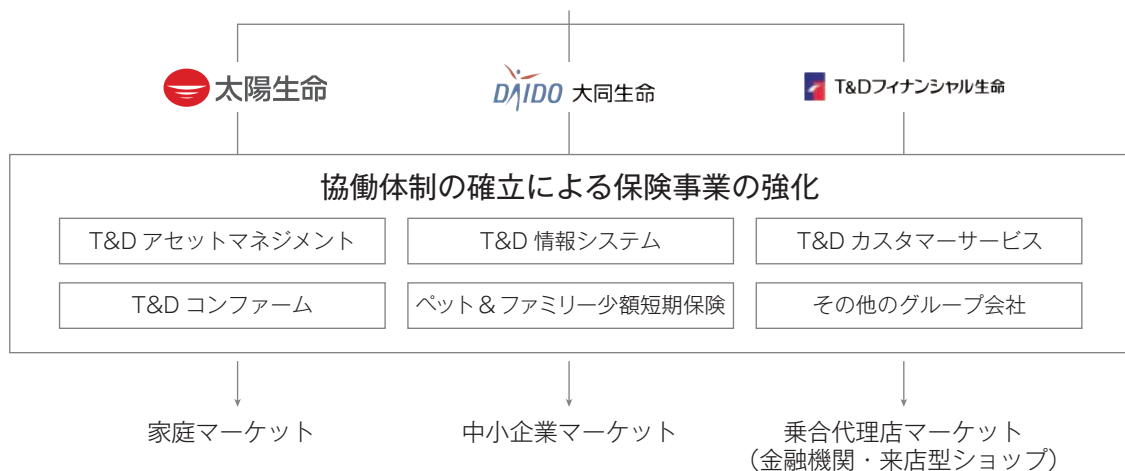 太陽生命
DAIDO 大同生命
T&Dフィナンシャル生命
協働体制の確立による保険事業の強化
T&D アセットマネジメント
T&D 情報システム
T&D カスタマーサービス
T&D コンファーム
ペット&ファミリー少額短期保険
その他のグループ会社
家庭マーケット
中小企業マーケット
乗合代理店マーケット
（金融機関・来店型ショップ）